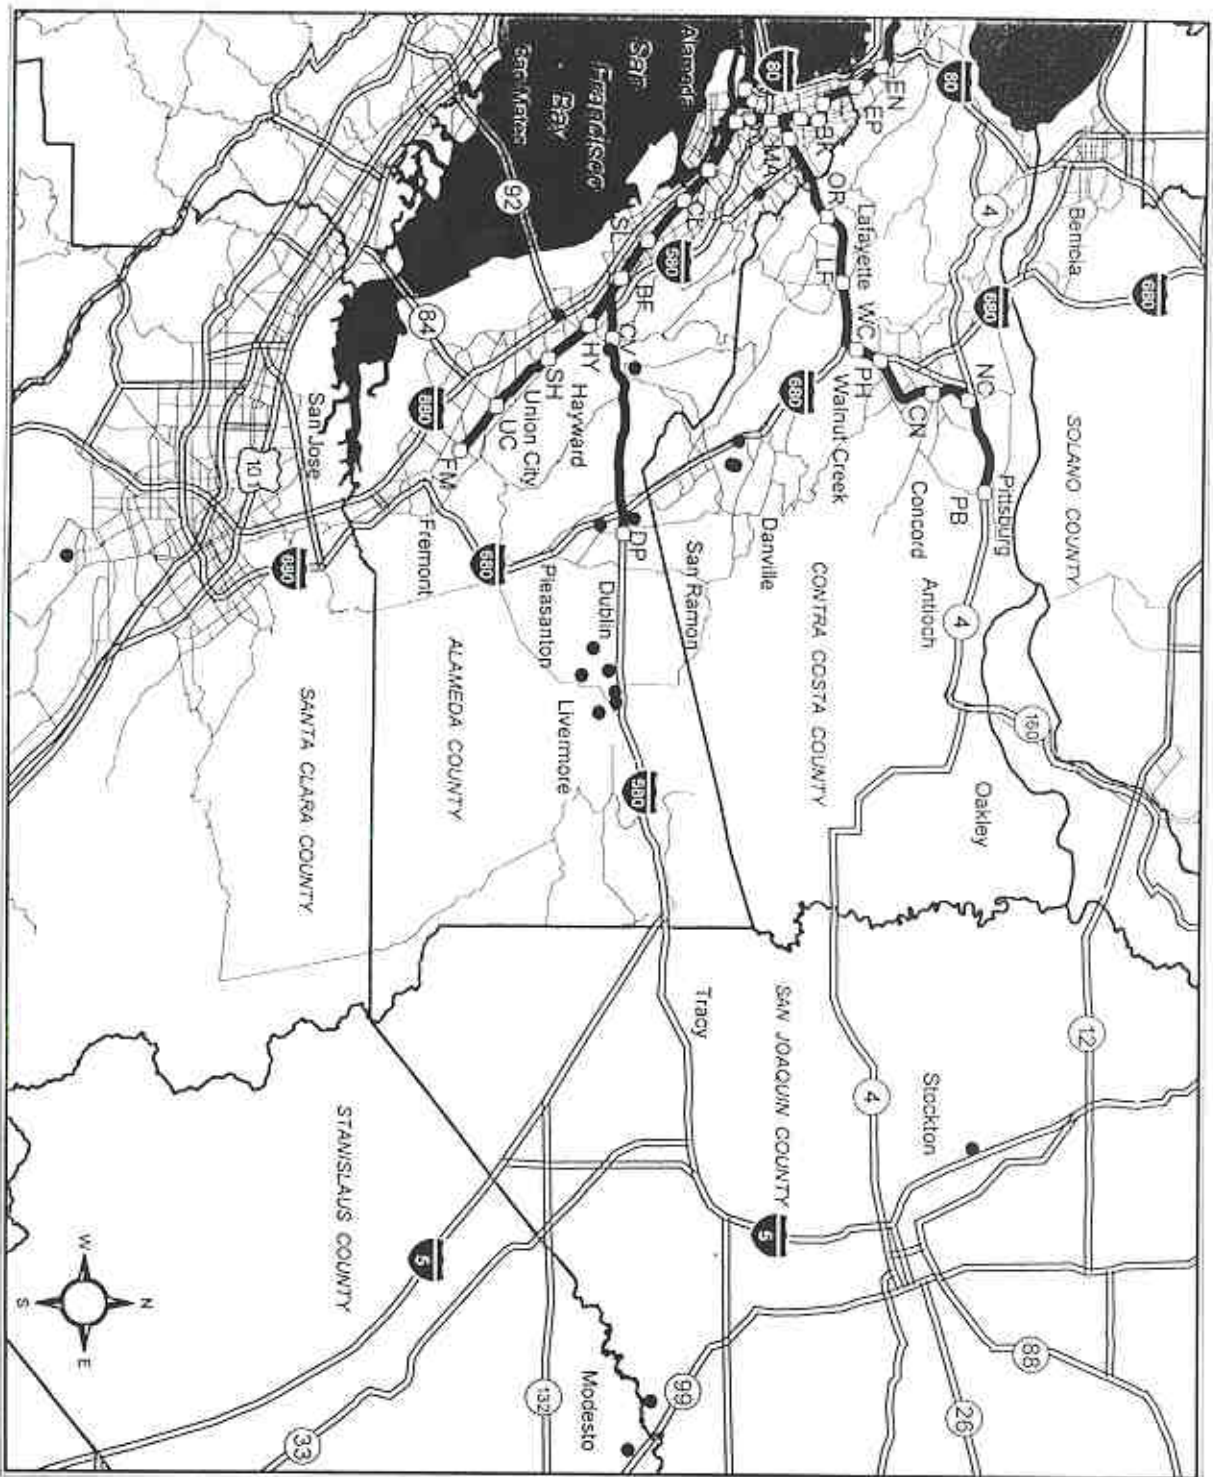 80
80
EN
EP
BK
MA
4
Benicia
680
680
OR
Lafayette
LF
WC
PH
Walnut Creek
NC
CN
Concord
PB
Pittsburg
Antioch
4
160
Oakley
SOLANO COUNTY
CONTRA COSTA COUNTY
680
Danville
San Ramon
San
Francisco
Bay
San Mateo
92
CL
SL
580
BF
CV
HY
Hayward
SH
Union City
UC
FM
Fremont
84
880
DP
Dublin
Pleasanton
680
Livermore
580
ALAMEDA COUNTY
San Jose
101
680
SANTA CLARA COUNTY
12
Stockton
4
SAN JOAQUIN COUNTY
Tracy
5
5
STANISLAUS COUNTY
88
26
99
Modesto
132
33
N
W
E
S